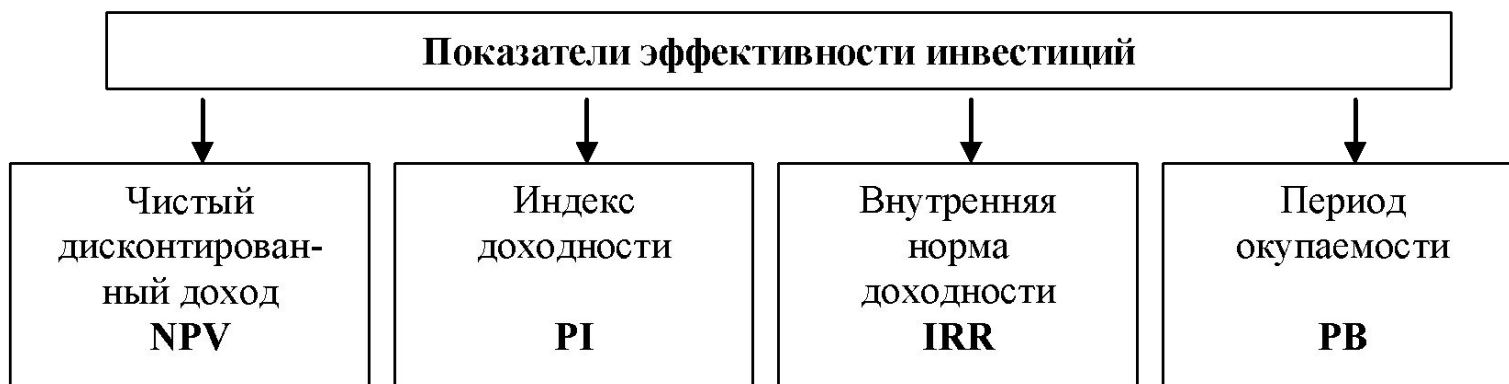 Показатели эффективности инвестиций
Чистый
дисконтирован-
ный доход
NPV
Индекс
доходности
PI
Внутренняя
норма
доходности
IRR
Период
окупаемости
PB